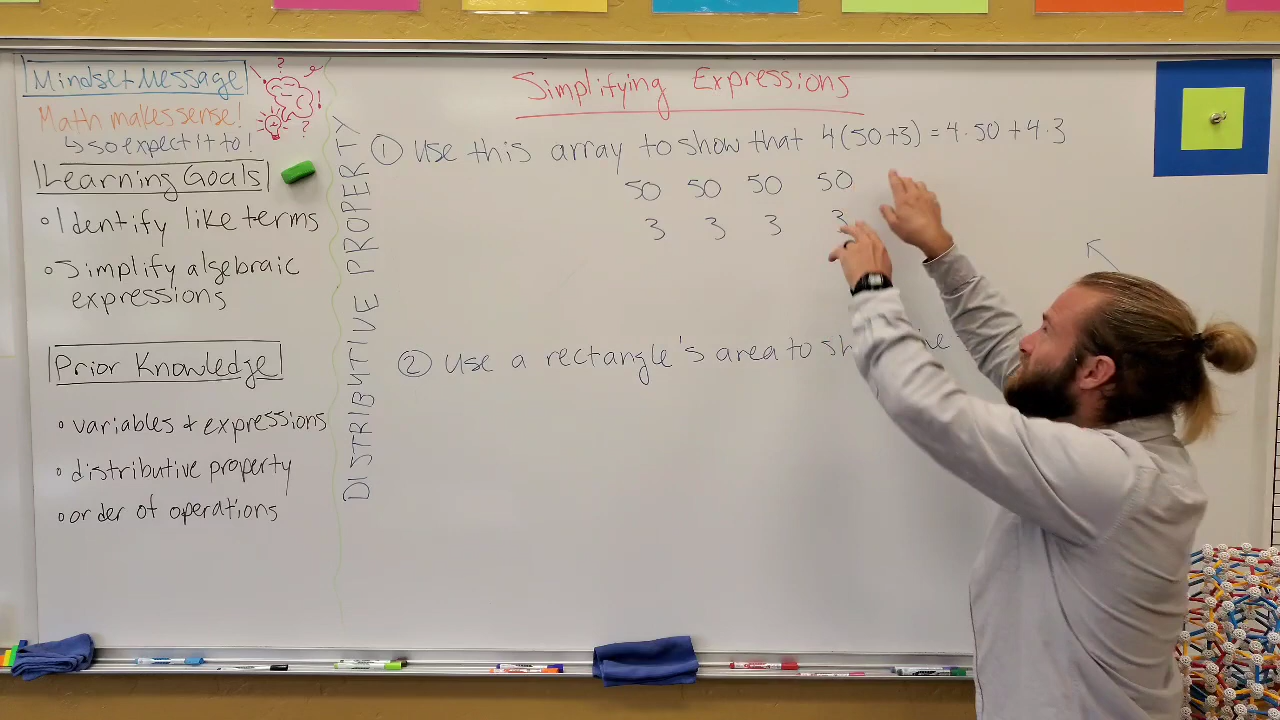 Mindset Message
Math makes sense!
↳ so expect it to!
Learning Goals
• Identify like terms
• Simplify algebraic
expressions
Prior Knowledge
• variables + expressions
• distributive property
• order of operations
DISTRIBUTIVE PROPERTY
Simplifying Expressions
① Use this array to show that 4(50+3) = 4·50 + 4·3
50 50 50 50
3 3 3 3
② Use a rectangle's area to